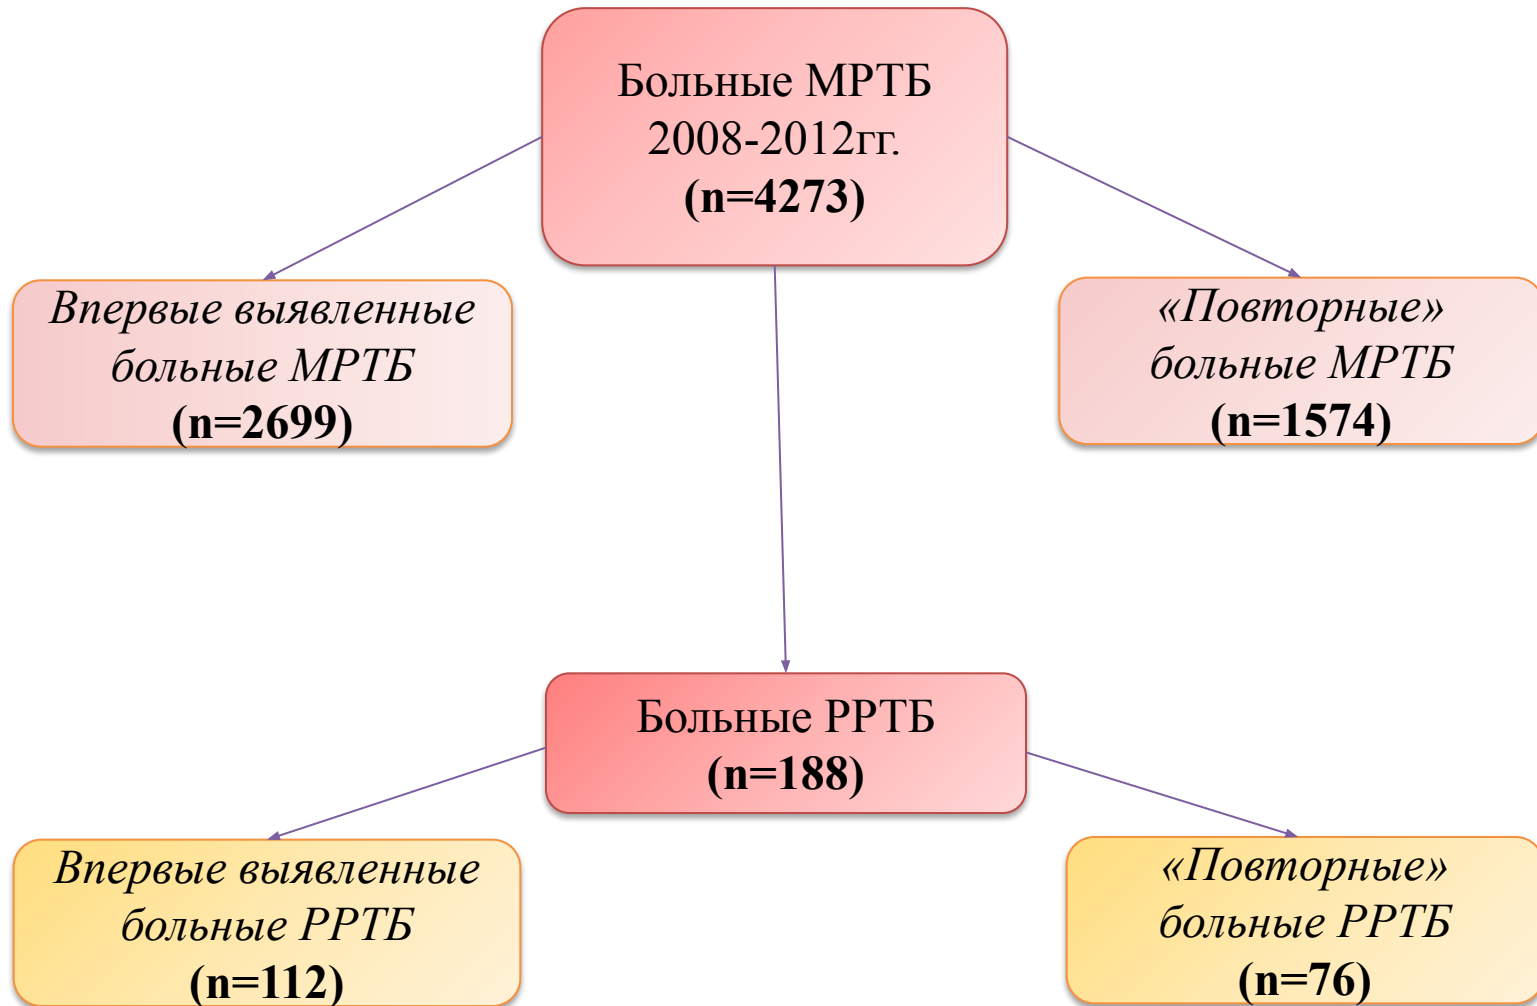 Больные МРТБ
2008-2012гг.
(n=4273)
Впервые выявленные
больные МРТБ
(n=2699)
«Повторные»
больные МРТБ
(n=1574)
Больные РРТБ
(n=188)
Впервые выявленные
больные РРТБ
(n=112)
«Повторные»
больные РРТБ
(n=76)